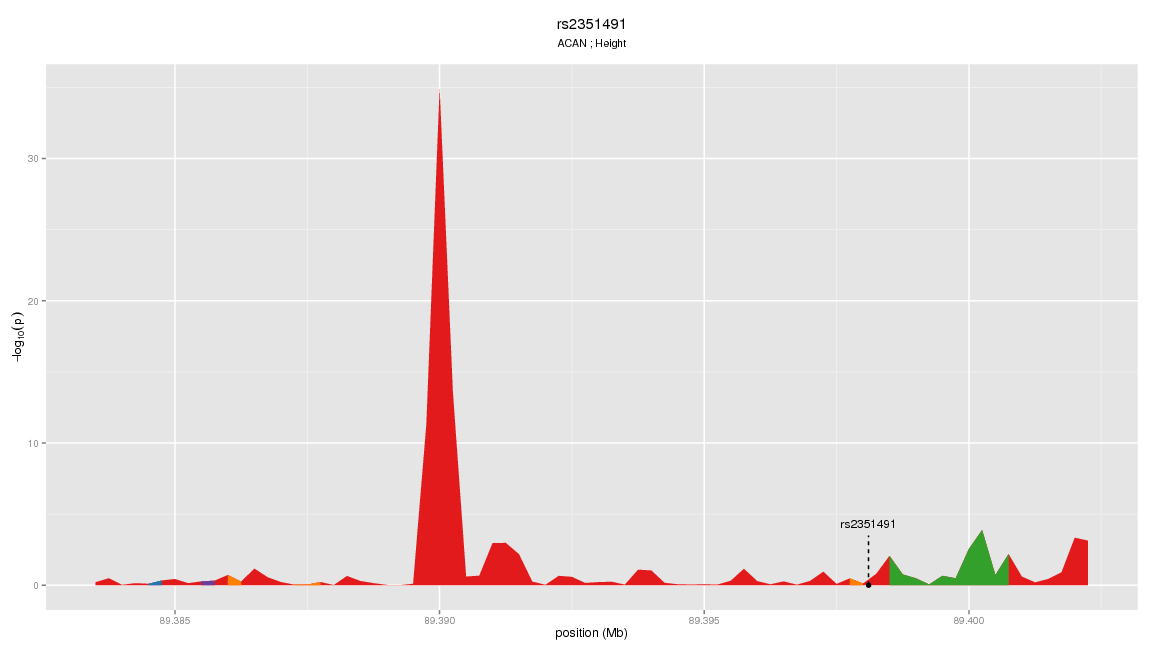 rs2351491
ACAN ; Height
30
20
10
0
−log10(p)
rs2351491
89.385
89.390
89.395
89.400
position (Mb)